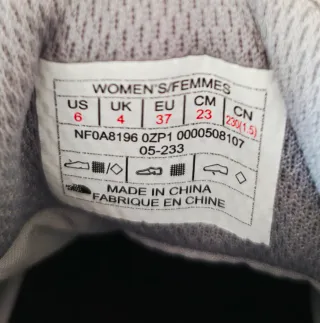 WOMEN'S/FEMMES
US UK EU CM CN
6 4 37 23 230(1.5)
NF0A8196 0ZP1 0000508107
05-233
MADE IN CHINA
FABRIQUE EN CHINE